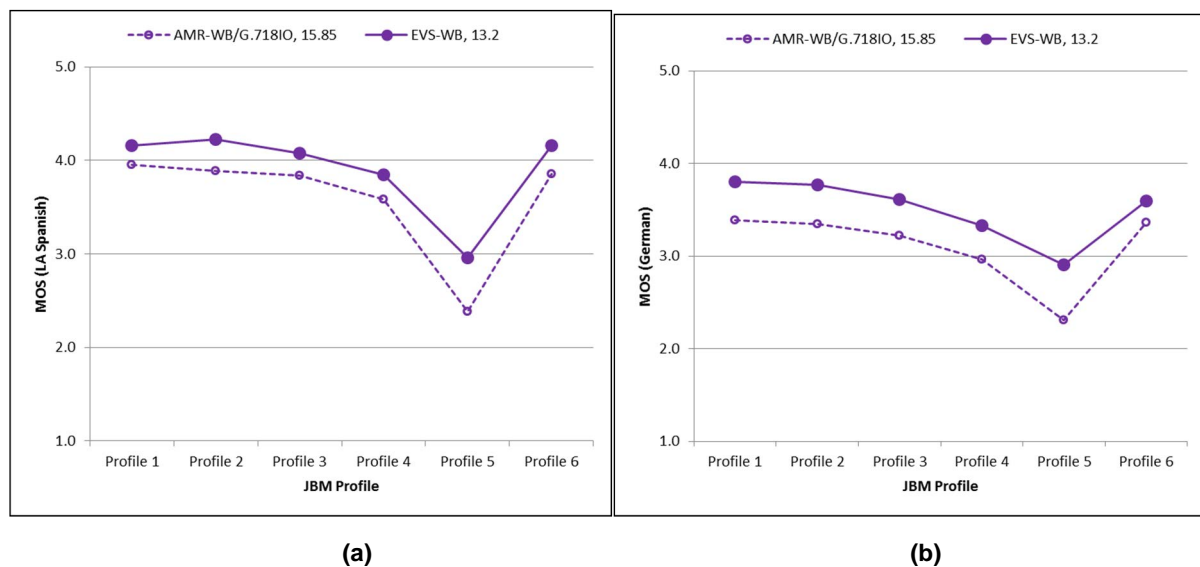 AMR-WB/G.718IO, 15.85 EVS-WB, 13.2
5.0
4.0
3.0
2.0
1.0
MOS (LA Spanish)
Profile 1 Profile 2 Profile 3 Profile 4 Profile 5 Profile 6
JBM Profile
(a)
AMR-WB/G.718IO, 15.85 EVS-WB, 13.2
5.0
4.0
3.0
2.0
1.0
MOS (German)
Profile 1 Profile 2 Profile 3 Profile 4 Profile 5 Profile 6
JBM Profile
(b)